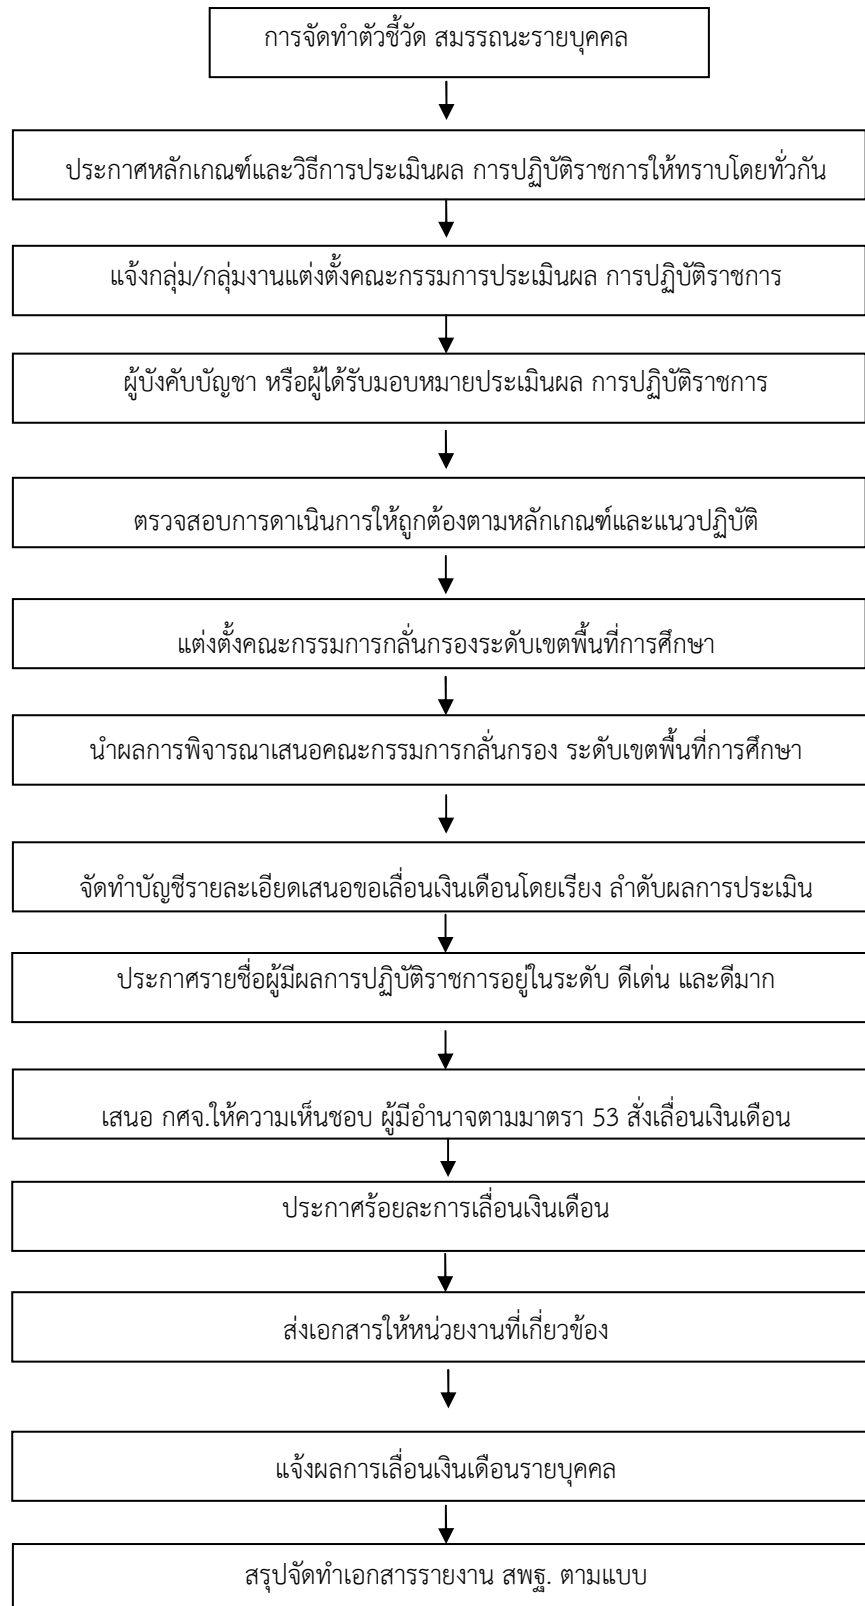 การจัดทำตัวชี้วัด สมรรถนะรายบุคคล
ประกาศหลักเกณฑ์และวิธีการประเมินผล การปฏิบัติราชการให้ทราบโดยทั่วกัน
แจ้งกลุ่ม/กลุ่มงานแต่งตั้งคณะกรรมการประเมินผล การปฏิบัติราชการ
ผู้บังคับบัญชา หรือผู้ได้รับมอบหมายประเมินผล การปฏิบัติราชการ
ตรวจสอบการดาเนินการให้ถูกต้องตามหลักเกณฑ์และแนวปฏิบัติ
แต่งตั้งคณะกรรมการกลั่นกรองระดับเขตพื้นที่การศึกษา
นำผลการพิจารณาเสนอคณะกรรมการกลั่นกรอง ระดับเขตพื้นที่การศึกษา
จัดทำบัญชีรายละเอียดเสนอขอเลื่อนเงินเดือนโดยเรียง ลำดับผลการประเมิน
ประกาศรายชื่อผู้มีผลการปฏิบัติราชการอยู่ในระดับ ดีเด่น และดีมาก
เสนอ กศจ.ให้ความเห็นชอบ ผู้มีอำนาจตามมาตรา 53 สั่งเลื่อนเงินเดือน
ประกาศร้อยละการเลื่อนเงินเดือน
ส่งเอกสารให้หน่วยงานที่เกี่ยวข้อง
แจ้งผลการเลื่อนเงินเดือนรายบุคคล
สรุปจัดทำเอกสารรายงาน สพฐ. ตามแบบ